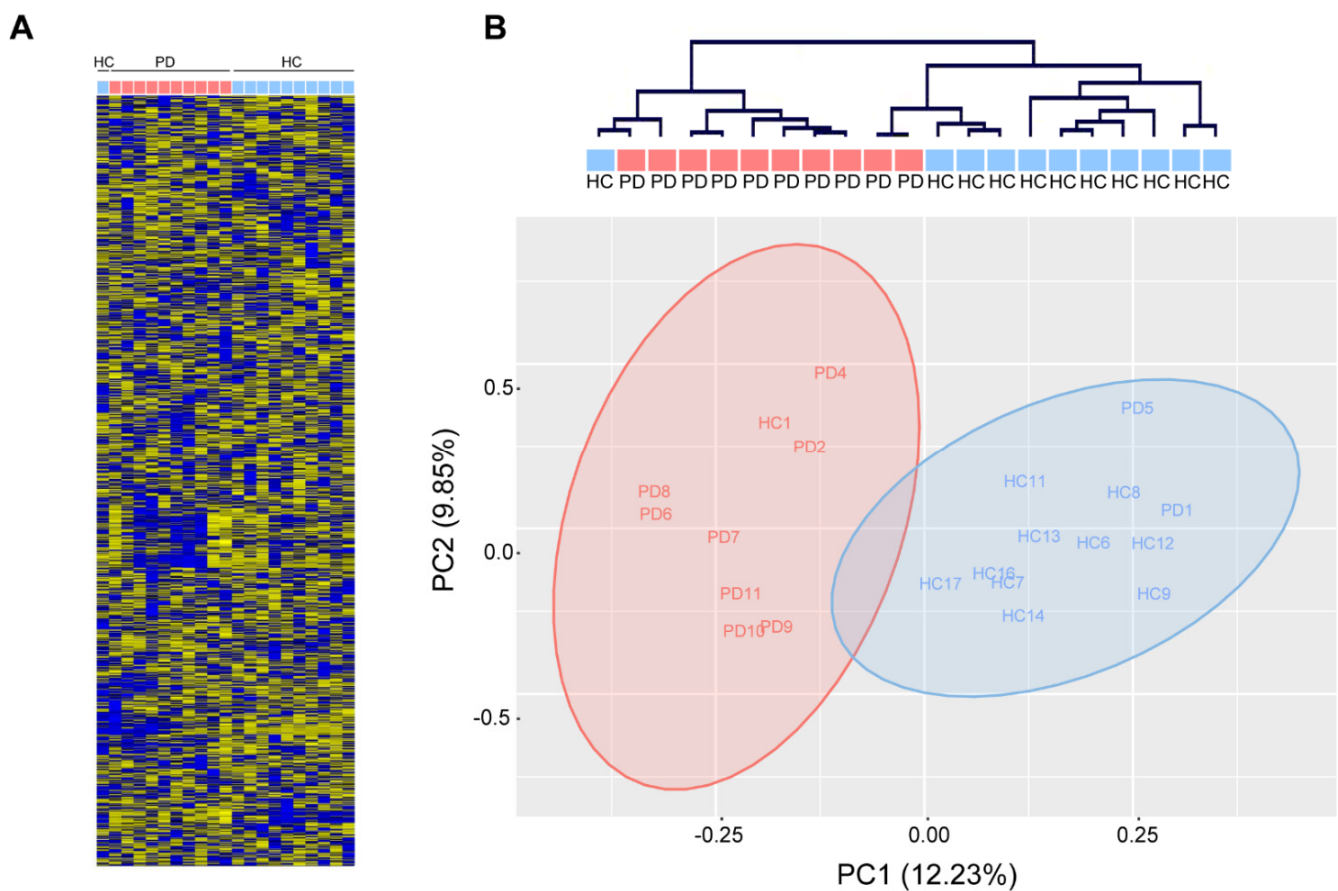 A
B
HC PD HC
HC PD PD PD PD PD PD PD PD PD PD HC HC HC HC HC HC HC HC HC HC
PD4
PD5
HC1
PD2
HC11
PD8
HC8
PD6
PD1
PD7
HC13
HC6
HC12
HC16
HC17
HC7
PD11
HC9
HC14
PD10
PD9
0.5
0.0
-0.5
PC2 (9.85%)
-0.25 0.00 0.25
PC1 (12.23%)